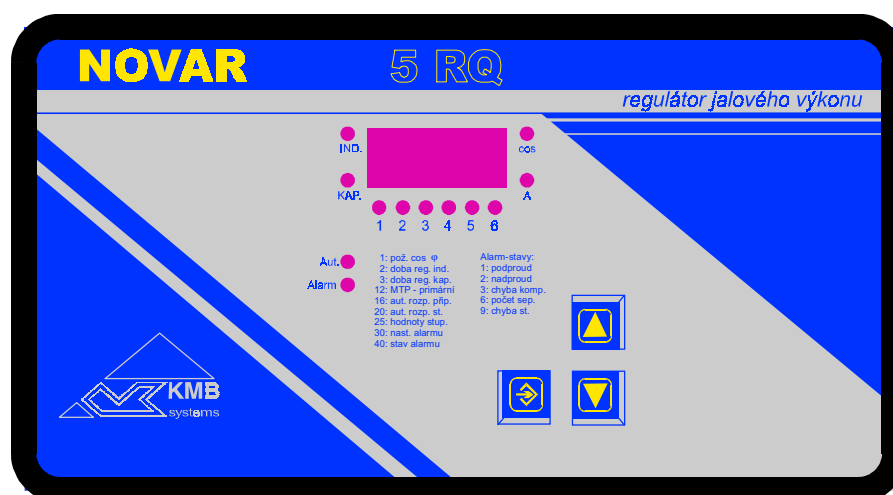 NOVAR 5 RQ
regulátor jalového výkonu
IND. cos
KAP. A
1 2 3 4 5 6
Aut.
Alarm
1: pož. cos φ
2: doba reg. ind.
3: doba reg. kap.
12: MTP - primární
16: aut. rozp. přip.
20: aut. rozp. st.
25: hodnoty stup.
30: nast. alarmu
40: stav alarmu
Alarm-stavy:
1: podproud
2: nadproud
3: chyba komp.
6: počet sep.
9: chyba st.
KMB
systems